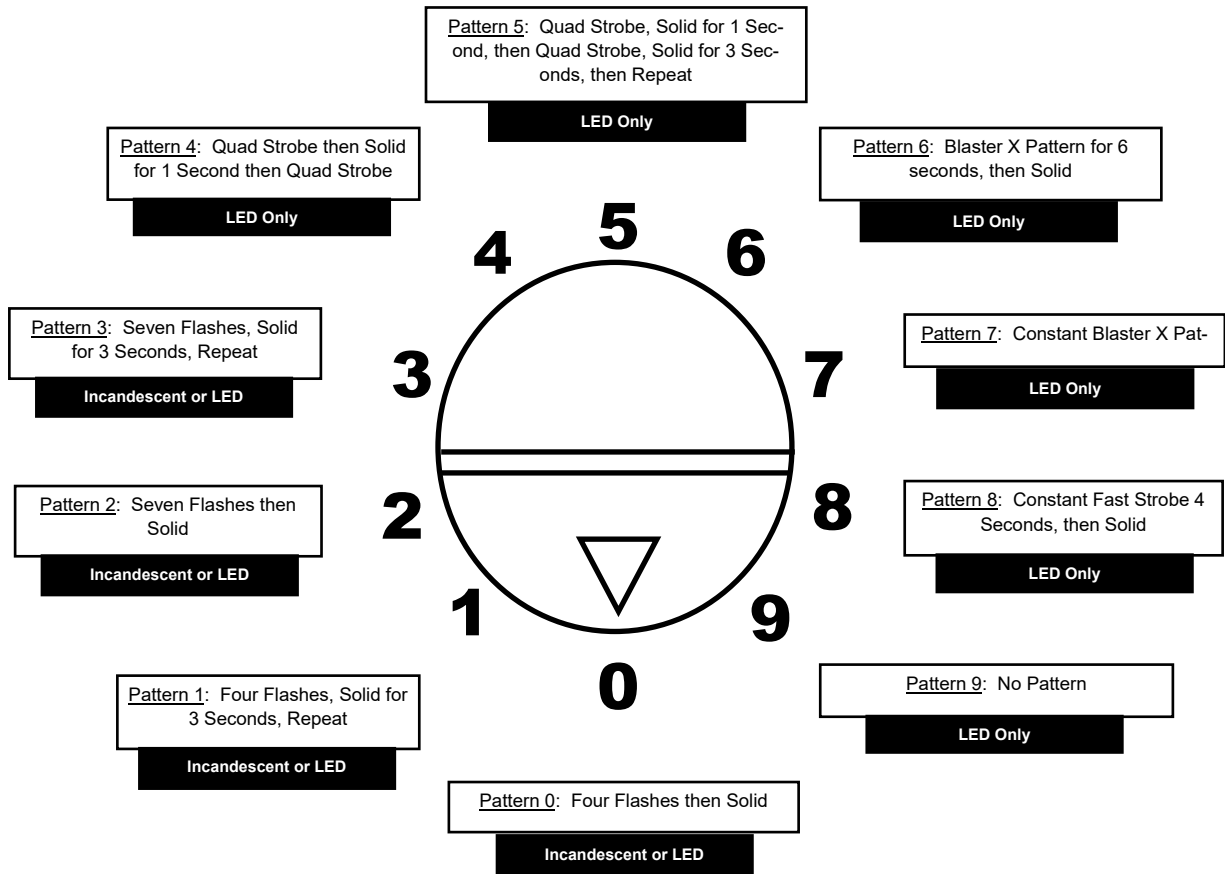 Pattern 5: Quad Strobe, Solid for 1 Sec-
ond, then Quad Strobe, Solid for 3 Sec-
onds, then Repeat
LED Only
Pattern 4: Quad Strobe then Solid
for 1 Second then Quad Strobe
LED Only
Pattern 6: Blaster X Pattern for 6
seconds, then Solid
LED Only
5
4
6
Pattern 3: Seven Flashes, Solid
for 3 Seconds, Repeat
Incandescent or LED
3
7
Pattern 7: Constant Blaster X Pat-
LED Only
Pattern 2: Seven Flashes then
Solid
Incandescent or LED
2
8
Pattern 8: Constant Fast Strobe 4
Seconds, then Solid
LED Only
1
9
0
Pattern 1: Four Flashes, Solid for
3 Seconds, Repeat
Incandescent or LED
Pattern 9: No Pattern
LED Only
Pattern 0: Four Flashes then Solid
Incandescent or LED